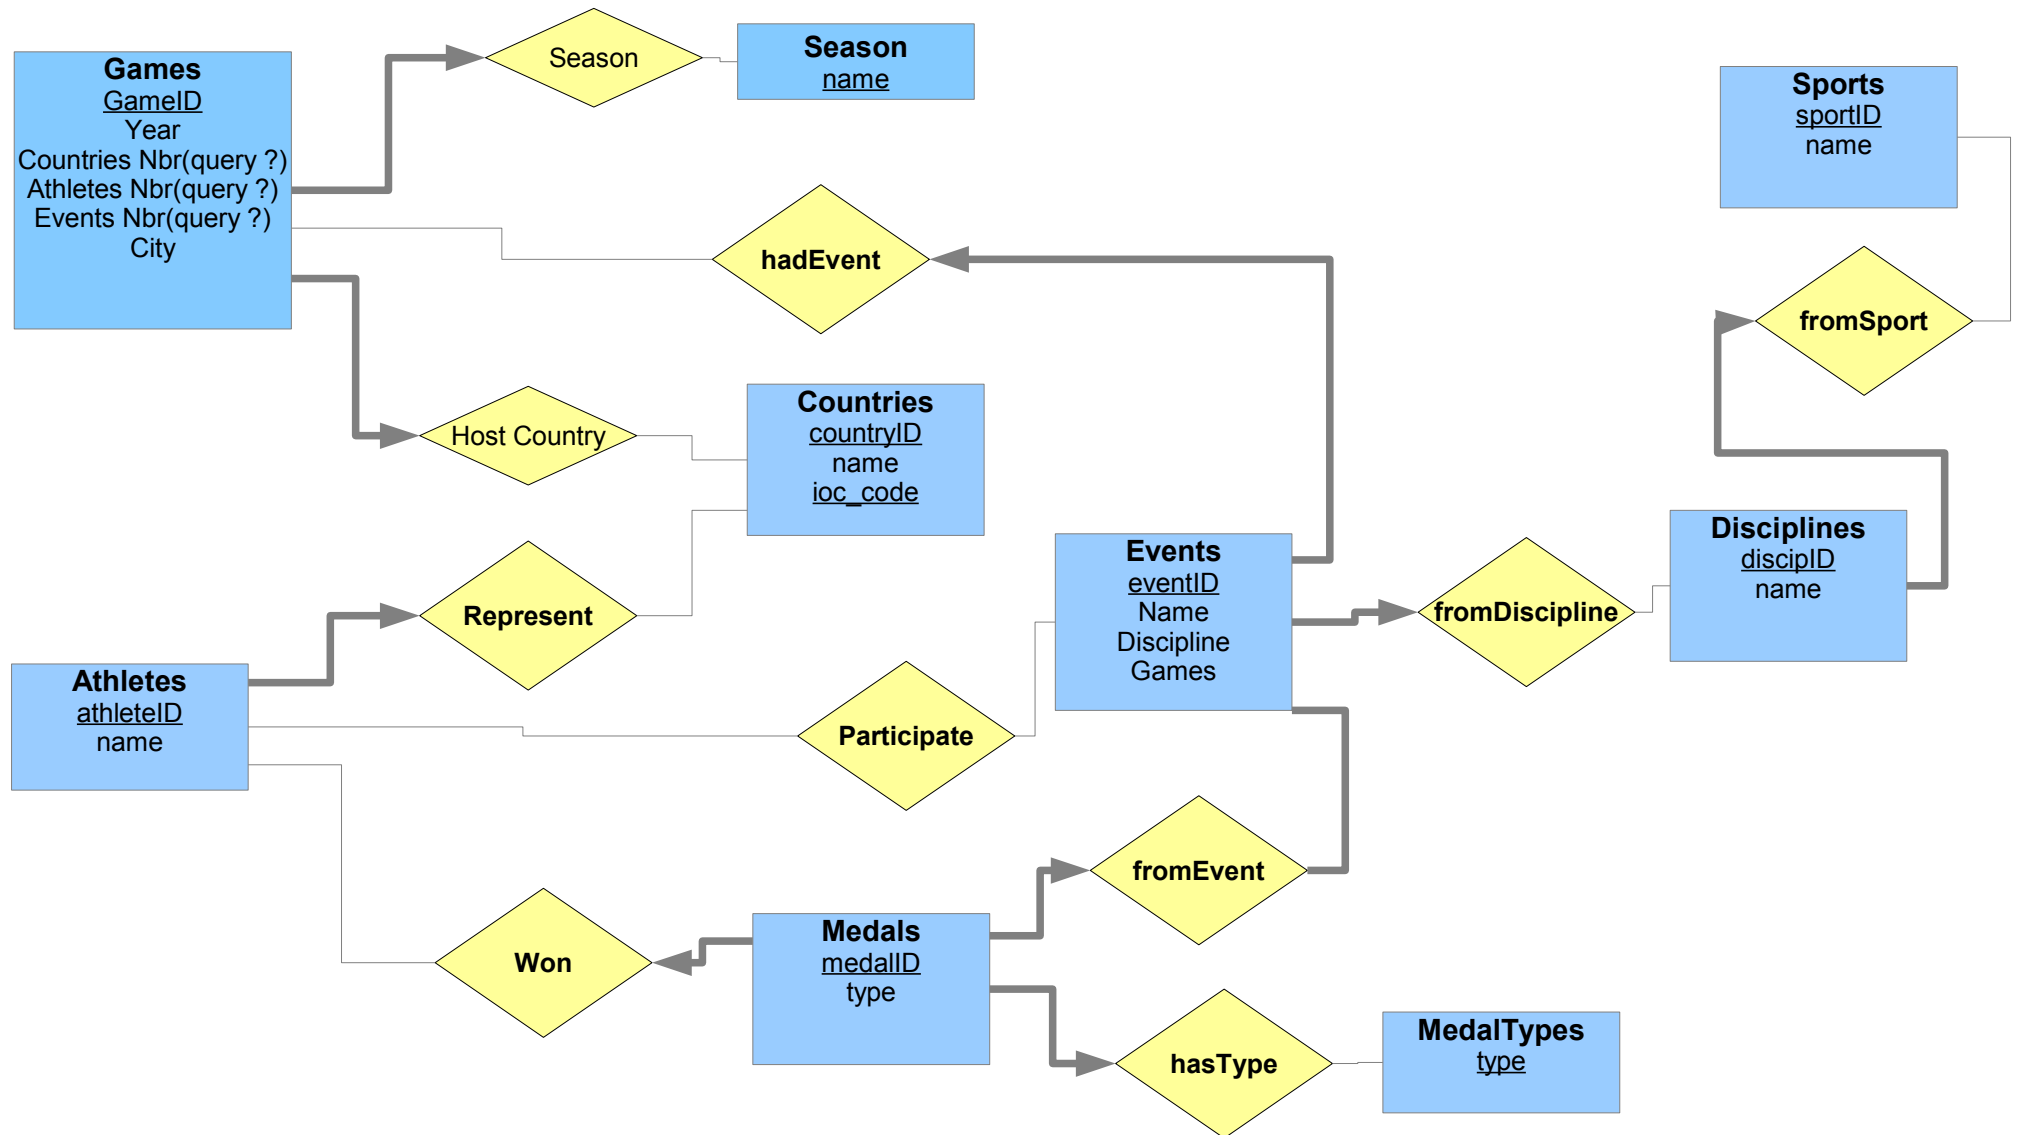 Games
GameID
Year
Countries Nbr(query ?)
Athletes Nbr(query ?)
Events Nbr(query ?)
City
Season
Season
name
Sports
sportID
name
hadEvent
fromSport
Host Country
Countries
countryID
name
ioc_code
Represent
Events
eventID
Name
Discipline
Games
fromDiscipline
Disciplines
discipID
name
Athletes
athleteID
name
Participate
fromEvent
Won
Medals
medalID
type
hasType
MedalTypes
type